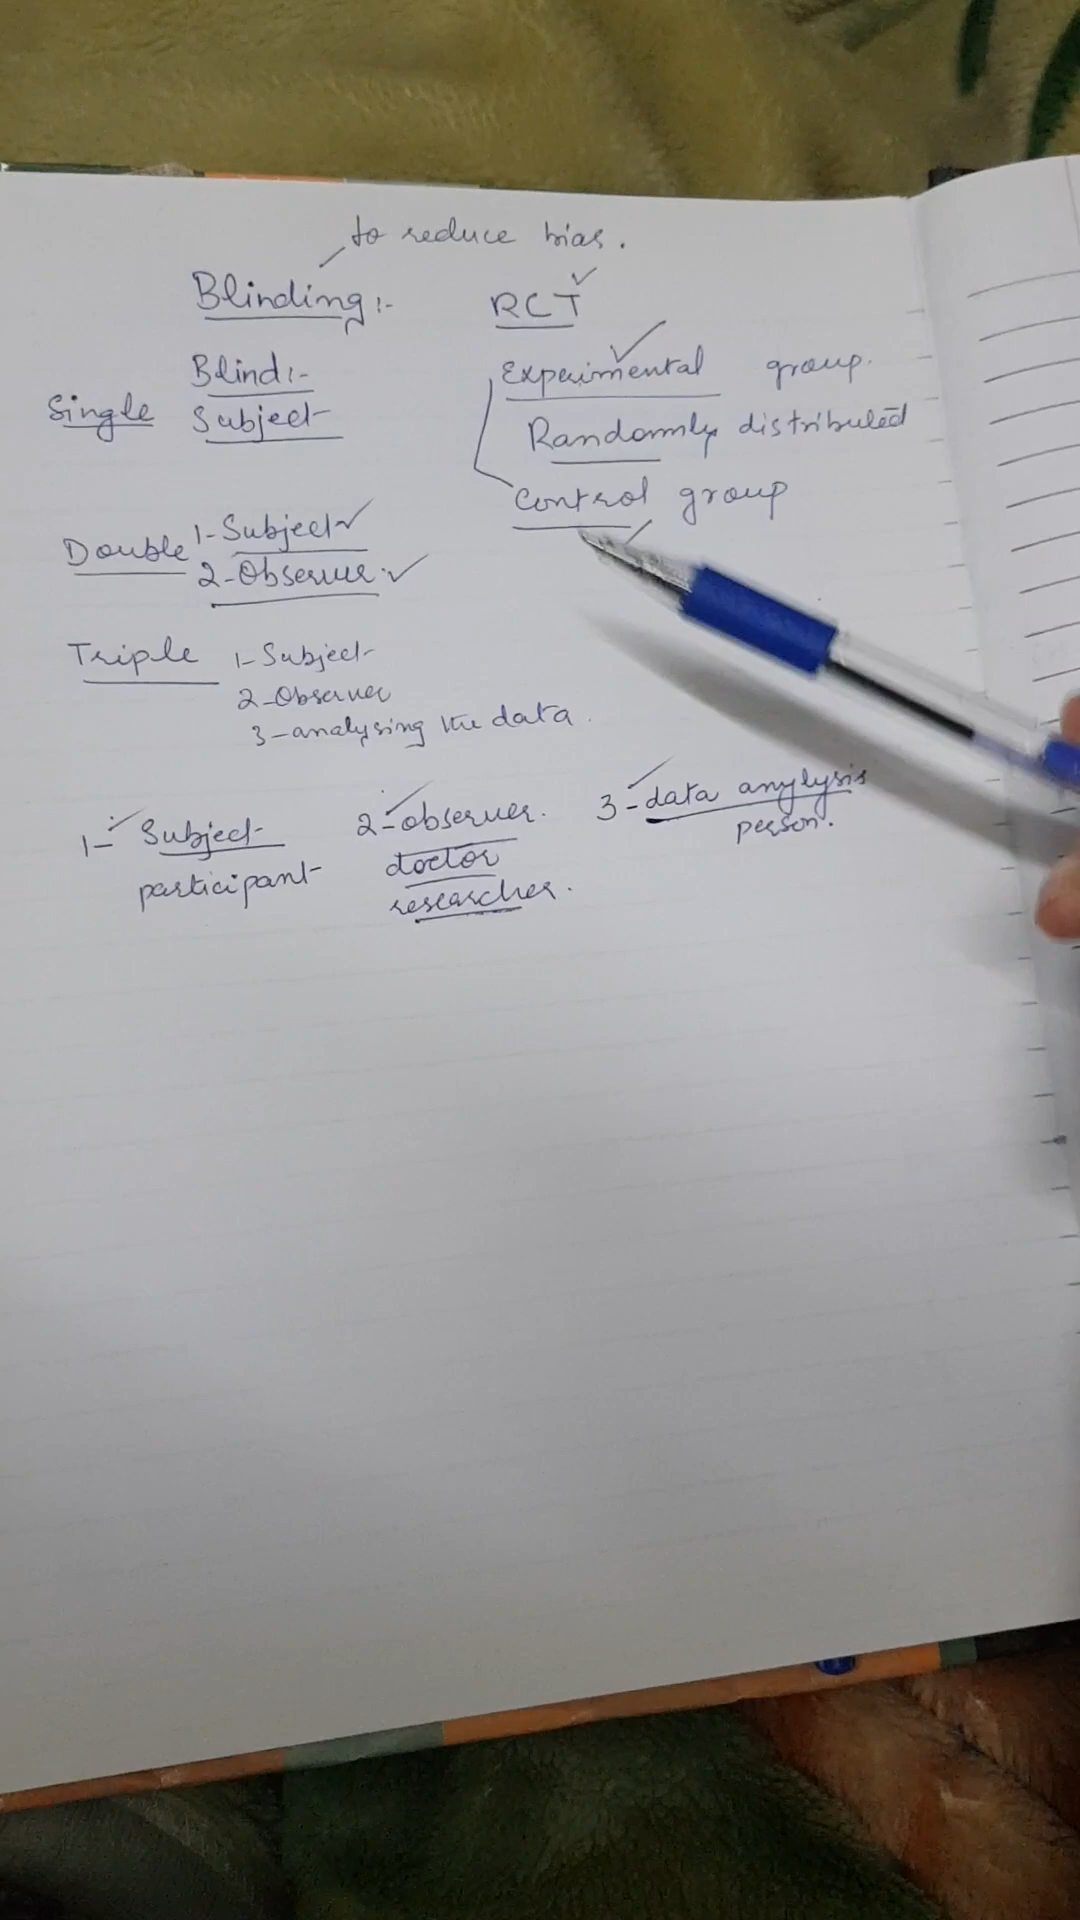 to reduce bias.
Blinding:-
RCT
Blind:-
Single Subject
Experimental group.
Randomly distributed
Control group
Double 1-Subject
2-Observer.
Triple 1-Subject
2-Observer
3-analysing the data.
1- Subject
participant
2-observer.
doctor
researcher.
3-data anylysis
person.